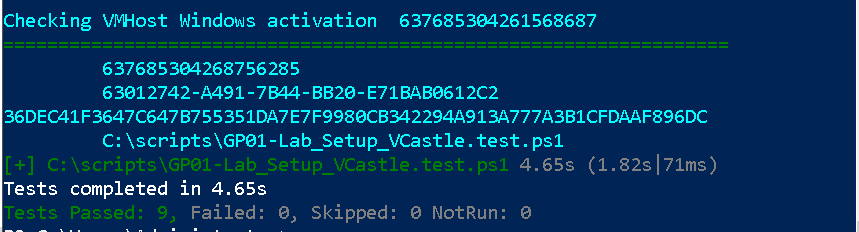 Checking VMHost Windows activation  637685304261568687
==================================================================
637685304268756285
63012742-A491-7B44-BB20-E71BAB0612C2
36DEC41F3647C647B755351DA7E7F9980CB342294A913A777A3B1CFDAAF896DC
C:\scripts\GP01-Lab_Setup_VCastle.test.ps1
[+] C:\scripts\GP01-Lab_Setup_VCastle.test.ps1 4.65s (1.82s|71ms)
Tests completed in 4.65s
Tests Passed: 9, Failed: 0, Skipped: 0 NotRun: 0